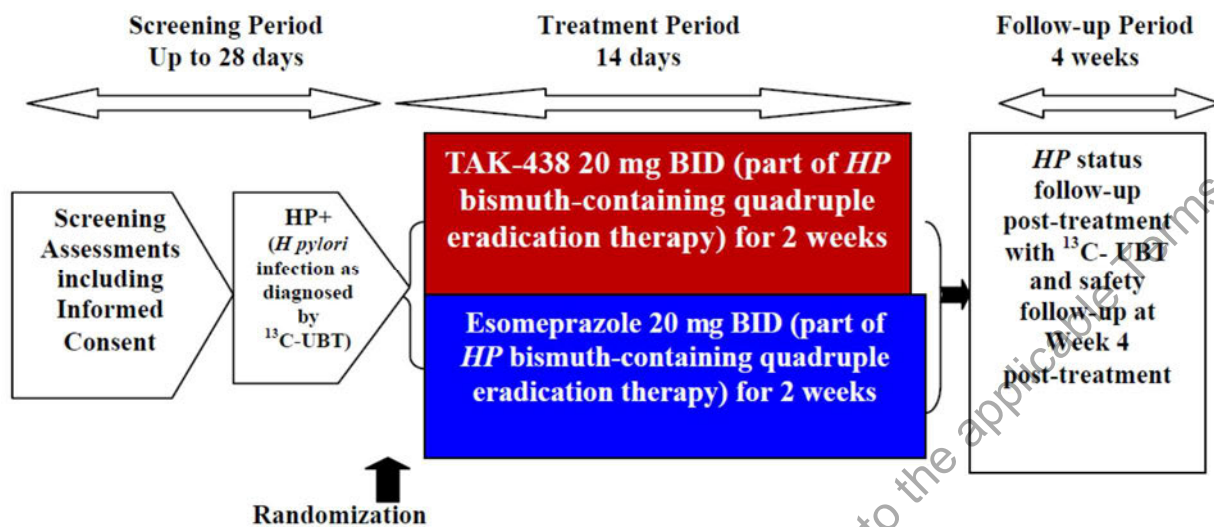 Screening Period
Up to 28 days
Treatment Period
14 days
Follow-up Period
4 weeks
Screening
Assessments
including
Informed
Consent
HP+
(H pylori
infection as
diagnosed
by
¹³C-UBT)
TAK-438 20 mg BID (part of HP
bismuth-containing quadruple
eradication therapy) for 2 weeks
Esomeprazole 20 mg BID (part of
HP bismuth-containing quadruple
eradication therapy) for 2 weeks
HP status
follow-up
post-treatment
with ¹³C- UBT
and safety
follow-up at
Week 4
post-treatment
Randomization
to the applicable Terms